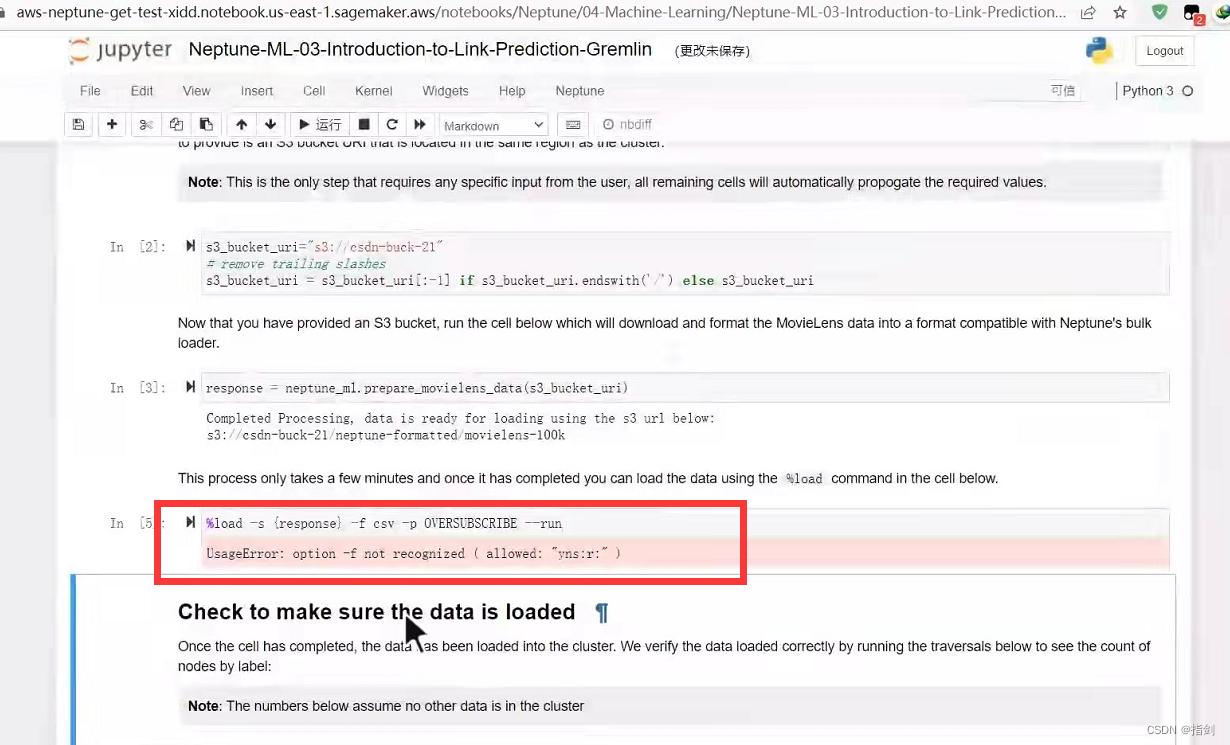 aws-neptune-get-test-xidd.notebook.us-east-1.sagemaker.aws/notebooks/Neptune/04-Machine-Learning/Neptune-ML-03-Introduction-to-Link-Prediction...
2
jupyter Neptune-ML-03-Introduction-to-Link-Prediction-Gremlin (更改未保存) Logout
File Edit View Insert Cell Kernel Widgets Help Neptune 可信 Python 3
运行 Markdown nbdiff
to provide is an S3 bucket URI that is located in the same region as the cluster.
Note: This is the only step that requires any specific input from the user, all remaining cells will automatically propogate the required values.
In [2]: s3_bucket_uri="s3://csdn-buck-21"
# remove trailing slashes
s3_bucket_uri = s3_bucket_uri[:-1] if s3_bucket_uri.endswith('/') else s3_bucket_uri
Now that you have provided an S3 bucket, run the cell below which will download and format the MovieLens data into a format compatible with Neptune's bulk
loader.
In [3]: response = neptune_ml.prepare_movielens_data(s3_bucket_uri)
Completed Processing, data is ready for loading using the s3 url below:
s3://csdn-buck-21/neptune-formatted/movielens-100k
This process only takes a few minutes and once it has completed you can load the data using the %load command in the cell below.
In [5]: %load -s {response} -f csv -p OVERSUBSCRIBE --run
UsageError: option -f not recognized ( allowed: "yns:r:" )
Check to make sure the data is loaded ¶
Once the cell has completed, the data has been loaded into the cluster. We verify the data loaded correctly by running the traversals below to see the count of
nodes by label:
Note: The numbers below assume no other data is in the cluster
CSDN @指剑